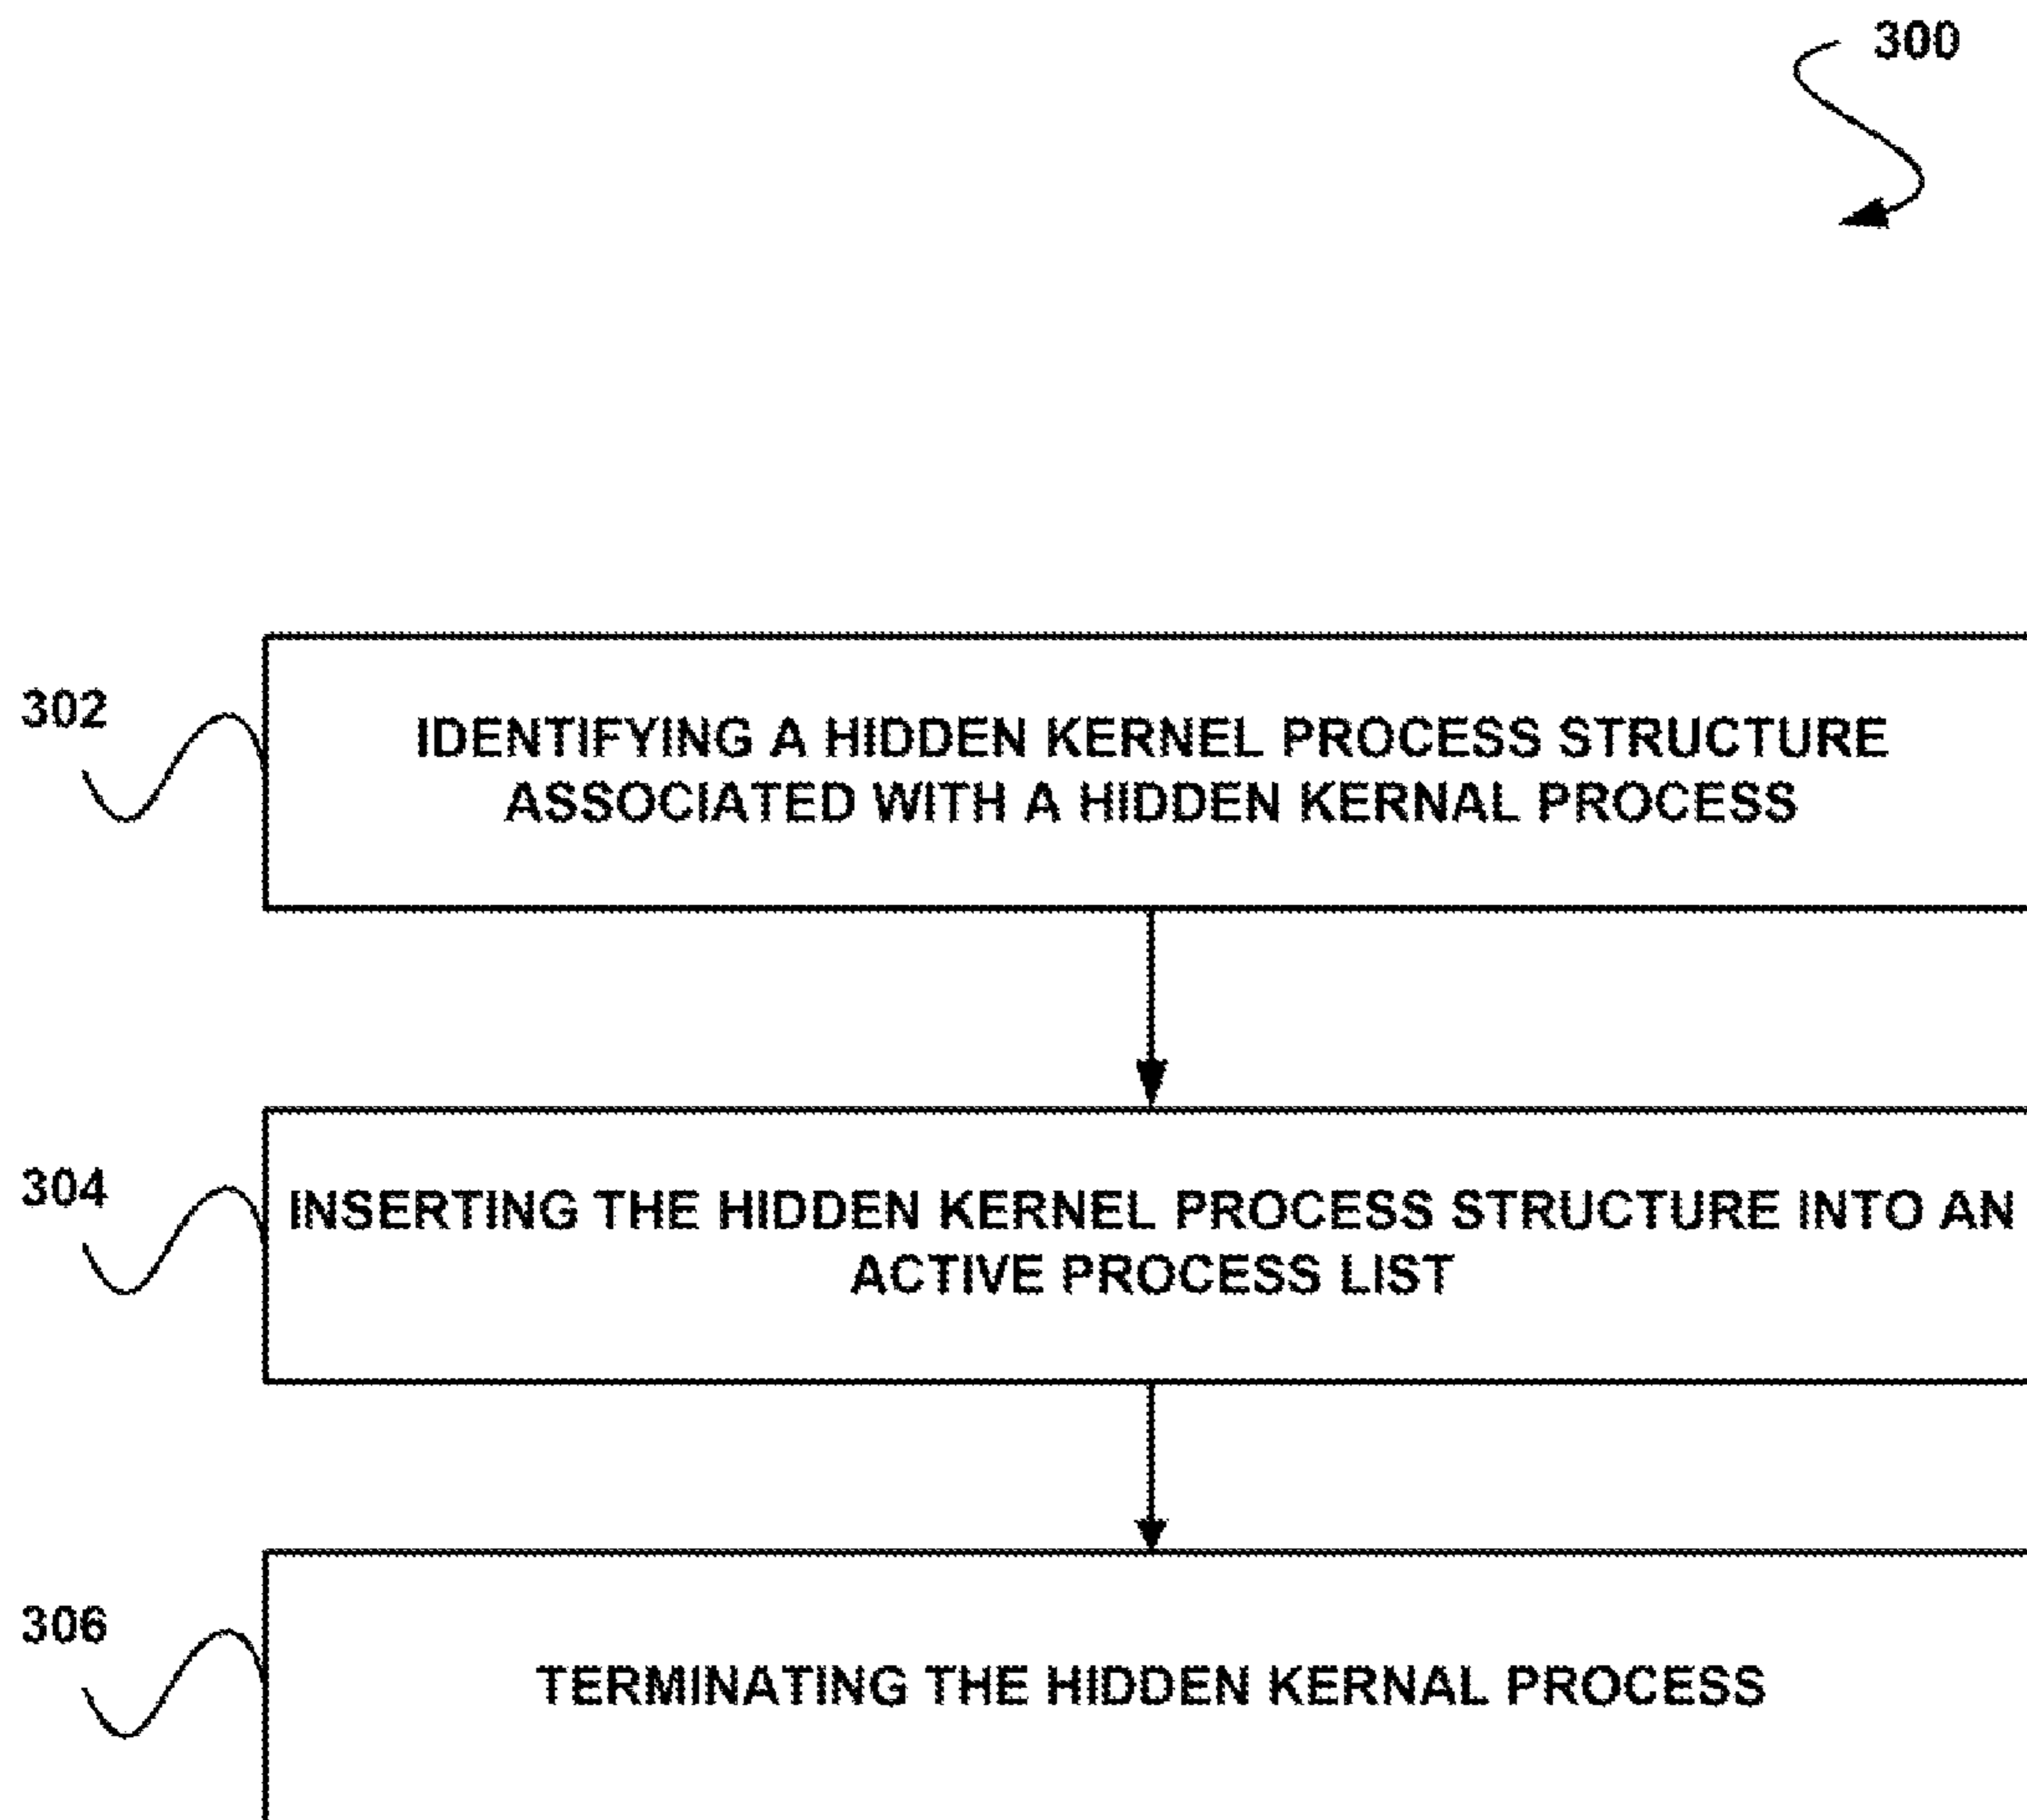 300
302
IDENTIFYING A HIDDEN KERNEL PROCESS STRUCTURE
ASSOCIATED WITH A HIDDEN KERNAL PROCESS
304
INSERTING THE HIDDEN KERNEL PROCESS STRUCTURE INTO AN
ACTIVE PROCESS LIST
306
TERMINATING THE HIDDEN KERNAL PROCESS